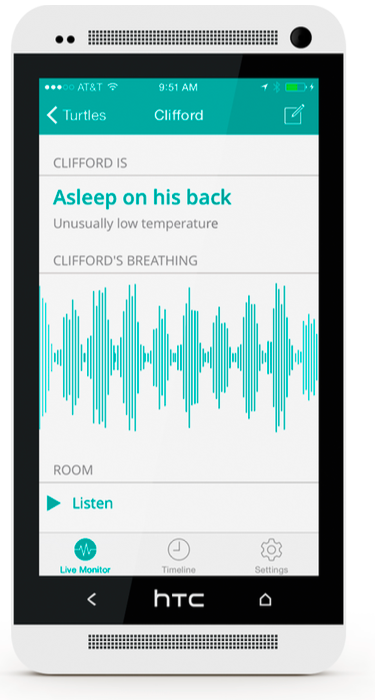 AT&T 9:51 AM
Turtles Clifford
CLIFFORD IS
Asleep on his back
Unusually low temperature
CLIFFORD'S BREATHING
ROOM
Listen
Live Monitor Timeline Settings
hTC